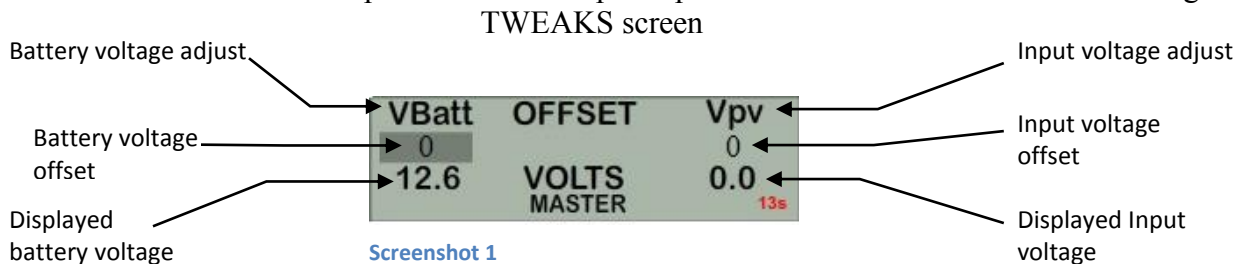 TWEAKS screen
Battery voltage adjust
Input voltage adjust
VBatt OFFSET Vpv
Battery voltage
offset
0 0
Input voltage
offset
12.6 VOLTS 0.0
MASTER 13s
Displayed
battery voltage
Displayed Input
voltage
Screenshot 1